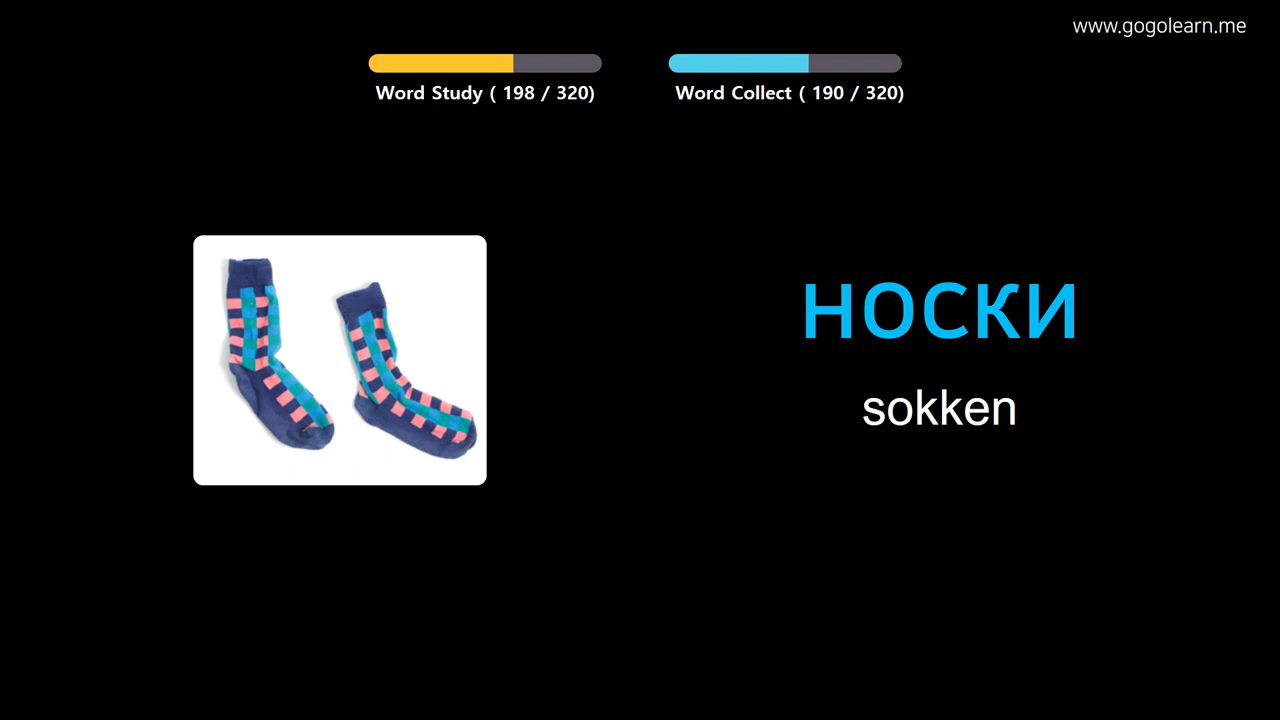 www.gogolearn.me
Word Study ( 198 / 320)
Word Collect ( 190 / 320)
НОСКИ
sokken